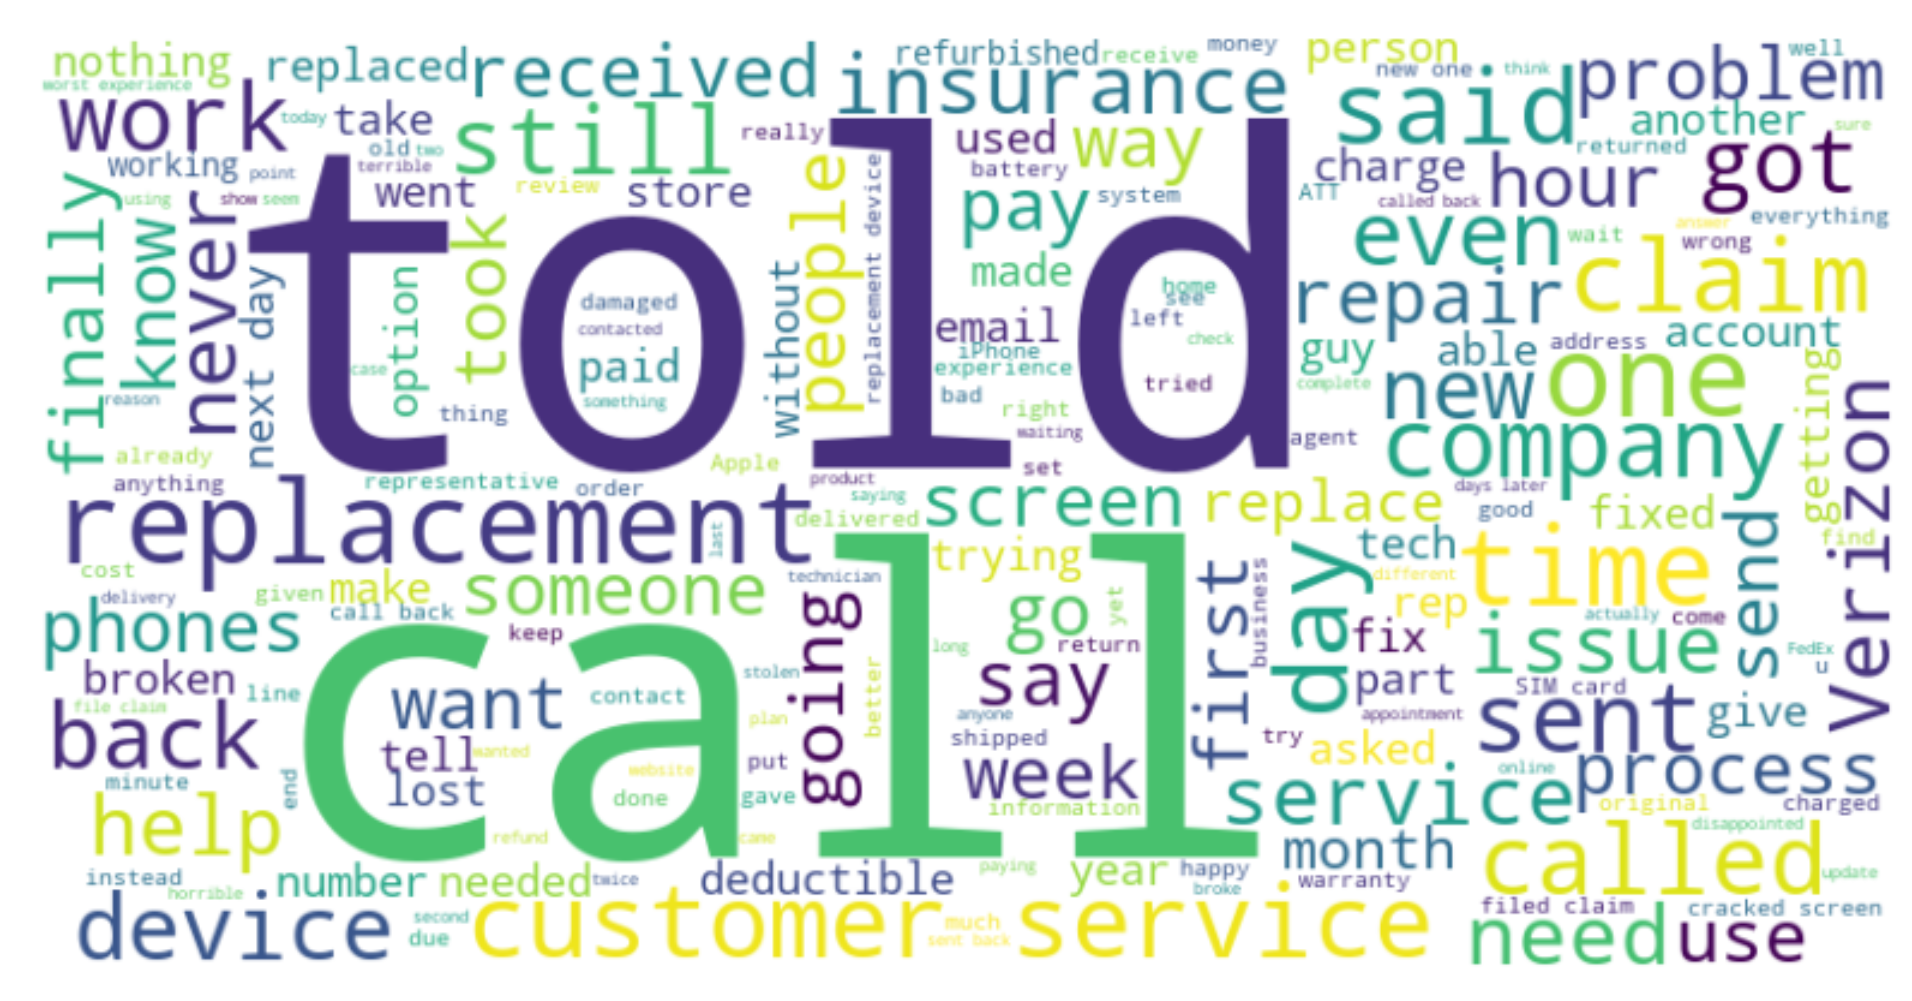 nothing
worst experience
replaced
received
insurance
refurbished
receive
money
person
new one
think
well
problem
work
today
take
still
really
used
way
said
another
sure
old
two
terrible
working
point
went
review
store
people
replacement device
battery
system
pay
ATT
charge
returned
hour
got
called back
using
show
seem
finally
know
never
next day
option
took
told
damaged
contacted
paid
something
without
made
email
iPhone
experience
home
see
left
check
tried
even
wait
answer
wrong
everything
repair
claim
guy
able
address
account
complete
new
one
getting
verizon
reason
case
thing
bad
right
waiting
set
agent
company
already
anything
representative
order
Apple
product
saying
delivered
screen
replace
days later
good
fixed
find
replacement
last
trying
tech
time
send
different
cost
delivery
given
make
call back
someone
technician
go
yet
first
business
day
rep
fix
issue
actually
come
FedEx
u
phones
keep
call
going
long
return
say
part
SIM card
broken
line
file claim
want
contact
stolen
better
plan
anyone
appointment
sent
give
back
tell
wanted
lost
website
done
put
gave
shipped
week
information
try
asked
online
process
minute
end
service
original
charged
help
refund
came
disappointed
month
called
update
instead
horrible
number
needed
twice
deductible
paying
year
happy
broke
warranty
filed claim
cracked screen
device
second
due
customer service
much
sent back
need
use